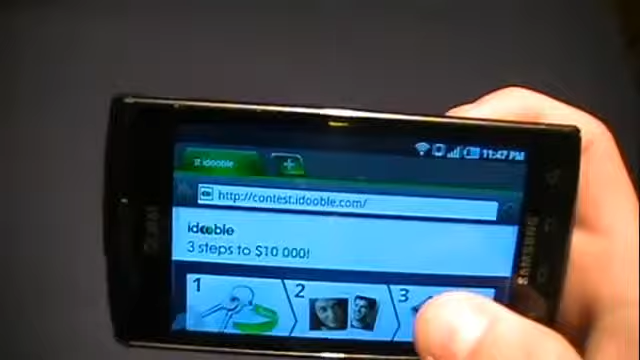 11:47 PM
idooble
+
http://contest.idooble.com/
idooble
3 steps to $10 000!
1
2
3
SAMSUNG